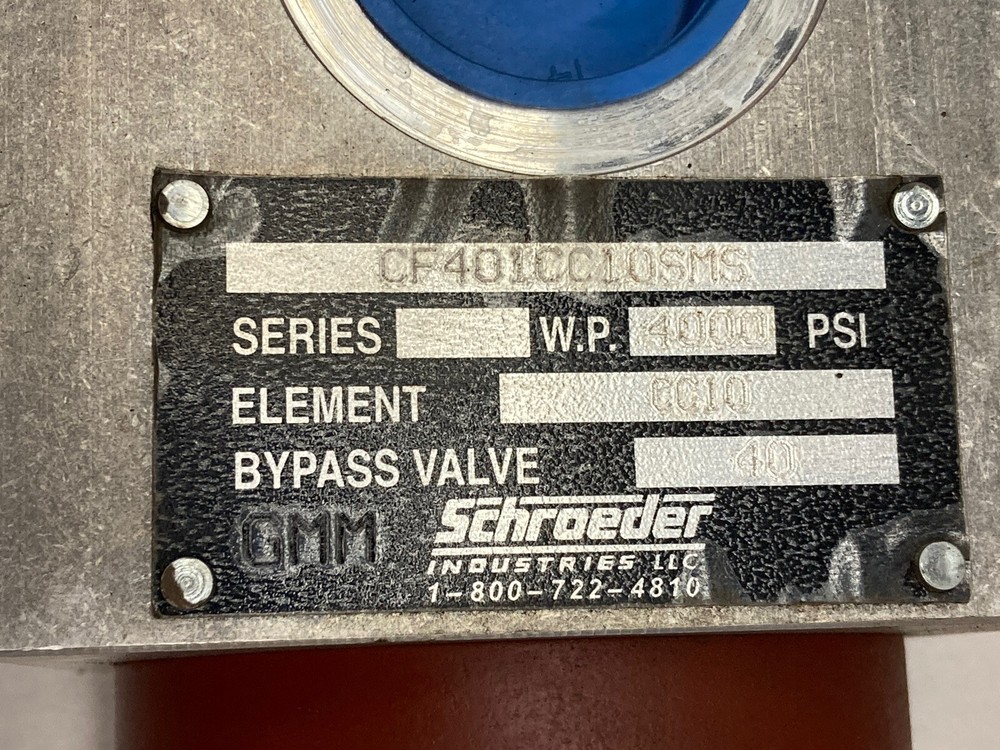 CF401CC10SMS
SERIES W.P. 4000 PSI
ELEMENT CC10
BYPASS VALVE 40
GMM
Schroeder
INDUSTRIES LLC
1-800-722-4810